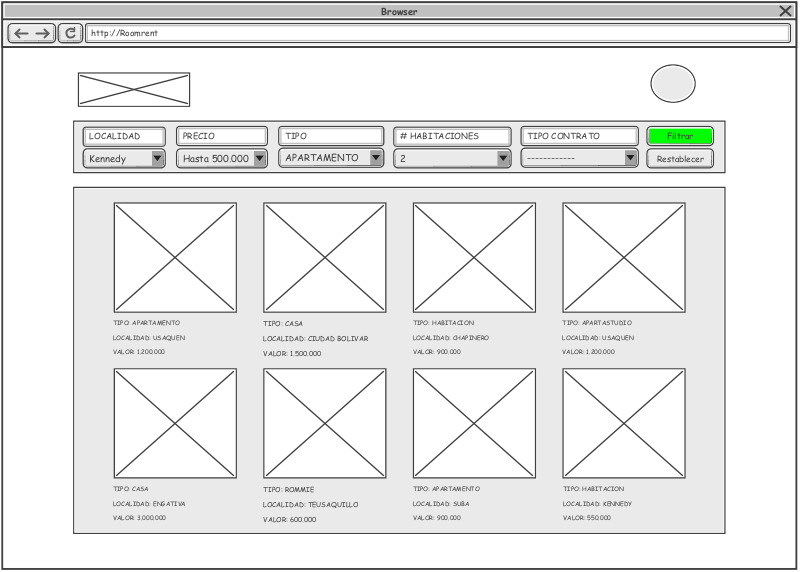 Browser
http://Roomrent
LOCALIDAD PRECIO TIPO # HABITACIONES TIPO CONTRATO Filtrar
Kennedy Hasta 500.000 APARTAMENTO 2 ------------ Restablecer
TIPO: APARTAMENTO
LOCALIDAD: USAQUEN
VALOR: 1.200.000
TIPO: CASA
LOCALIDAD: CIUDAD BOLIVAR
VALOR: 1.500.000
TIPO: HABITACION
LOCALIDAD: CHAPINERO
VALOR: 900.000
TIPO: APARTASTUDIO
LOCALIDAD: USAQUEN
VALOR: 1.200.000
TIPO: CASA
LOCALIDAD: ENGATIVA
VALOR: 3.000.000
TIPO: ROMMIE
LOCALIDAD: TEUSAQUILLO
VALOR: 600.000
TIPO: APARTAMENTO
LOCALIDAD: SUBA
VALOR: 900.000
TIPO: HABITACION
LOCALIDAD: KENNEDY
VALOR: 550.000